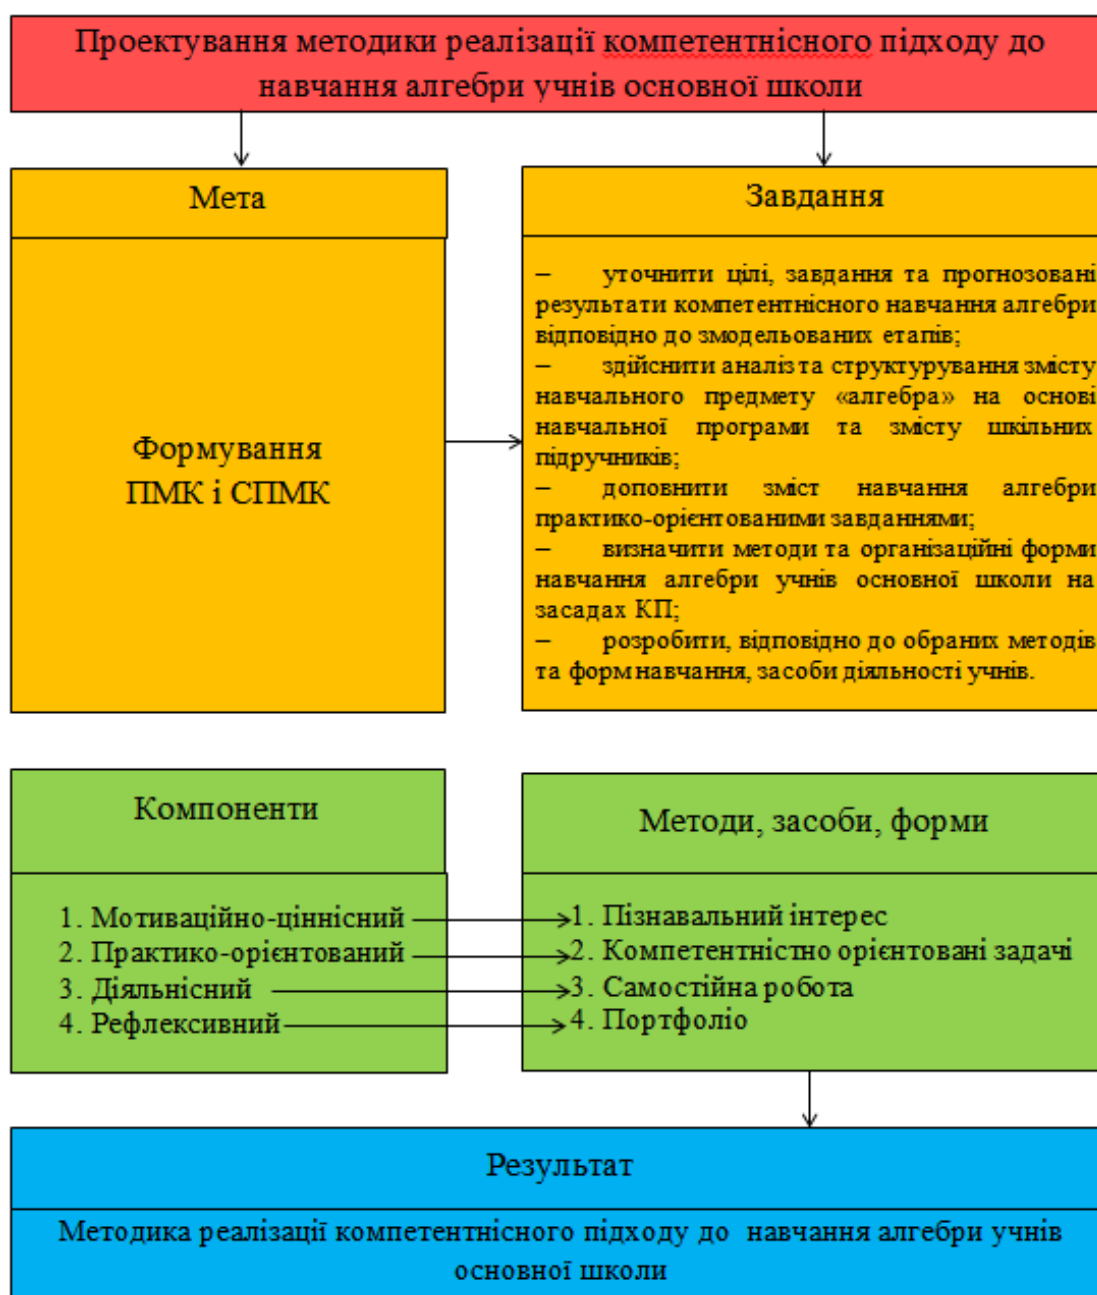 Проектування методики реалізації компетентнісного підходу до
навчання алгебри учнів основної школи
Мета
Формування
ПМК і СПМК
Завдання
– уточнити цілі, завдання та прогнозовані
результати компетентнісного навчання алгебри
відповідно до змодельованих етапів;
– здійснити аналіз та структурування змісту
навчального предмету «алгебра» на основі
навчальної програми та змісту шкільних
підручників;
– доповнити зміст навчання алгебри
практико-орієнтованими завданнями;
– визначити методи та організаційні форми
навчання алгебри учнів основної школи на
засадах КП;
– розробити, відповідно до обраних методів
та форм навчання, засоби діяльності учнів.
Компоненти
1. Мотиваційно-ціннісний
2. Практико-орієнтований
3. Діяльнісний
4. Рефлексивний
Методи, засоби, форми
1. Пізнавальний інтерес
2. Компетентністно орієнтовані задачі
3. Самостійна робота
4. Портфоліо
Результат
Методика реалізації компетентнісного підходу до навчання алгебри учнів
основної школи